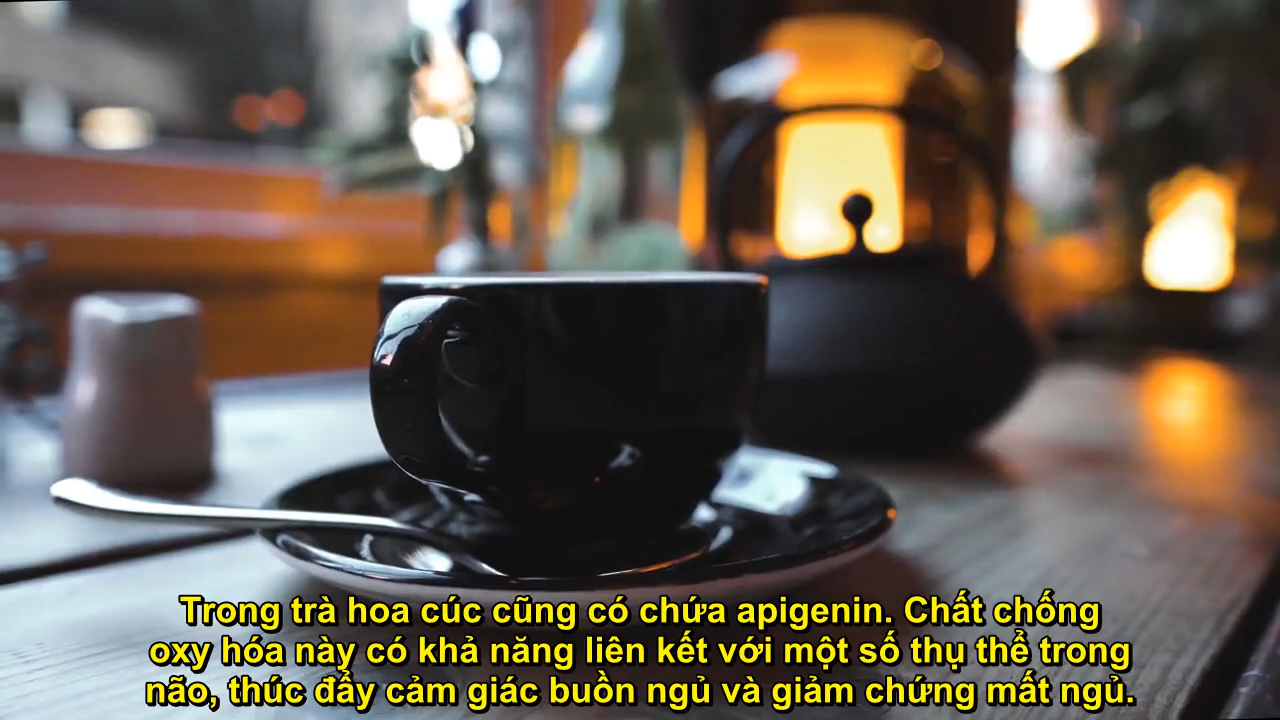 Trong trà hoa cúc cũng có chứa apigenin. Chất chống
oxy hóa này có khả năng liên kết với một số thụ thể trong
não, thúc đẩy cảm giác buồn ngủ và giảm chứng mất ngủ.